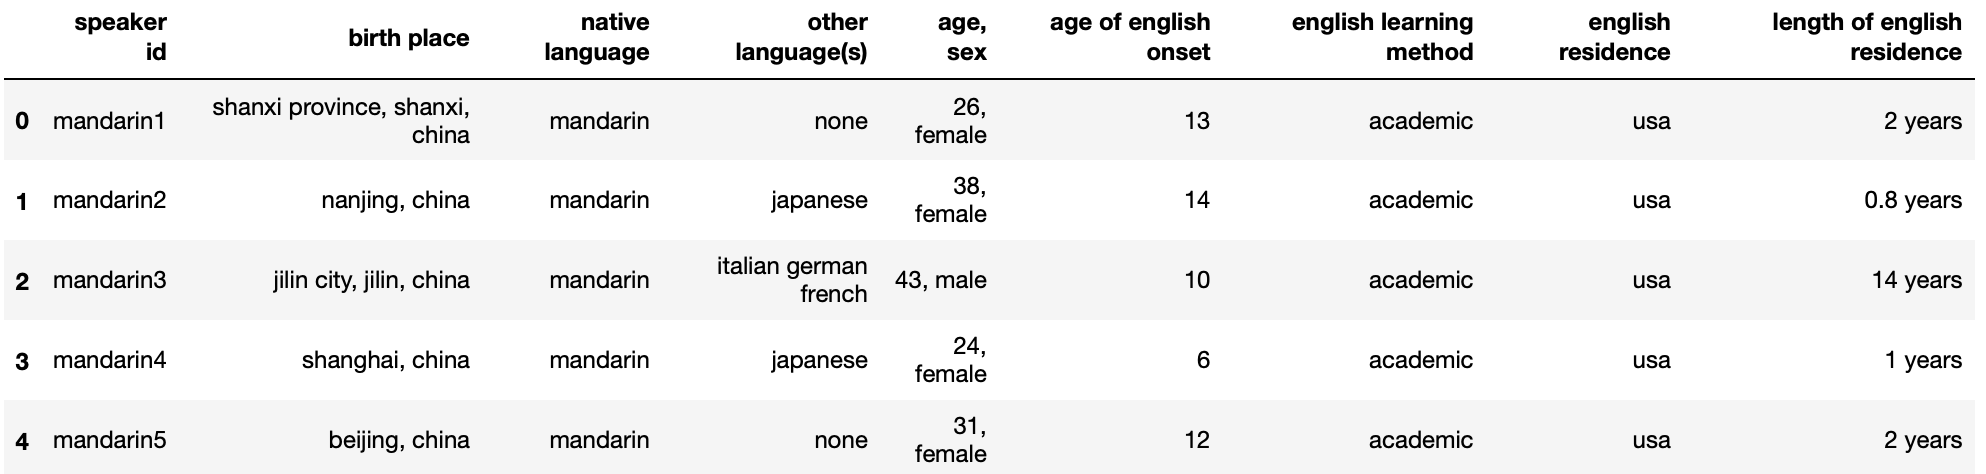 speaker id birth place native language other language(s) age, sex age of english onset english learning method english residence length of english residence
0 mandarin1 shanxi province, shanxi, china mandarin none 26, female 13 academic usa 2 years
1 mandarin2 nanjing, china mandarin japanese 38, female 14 academic usa 0.8 years
2 mandarin3 jilin city, jilin, china mandarin italian german french 43, male 10 academic usa 14 years
3 mandarin4 shanghai, china mandarin japanese 24, female 6 academic usa 1 years
4 mandarin5 beijing, china mandarin none 31, female 12 academic usa 2 years